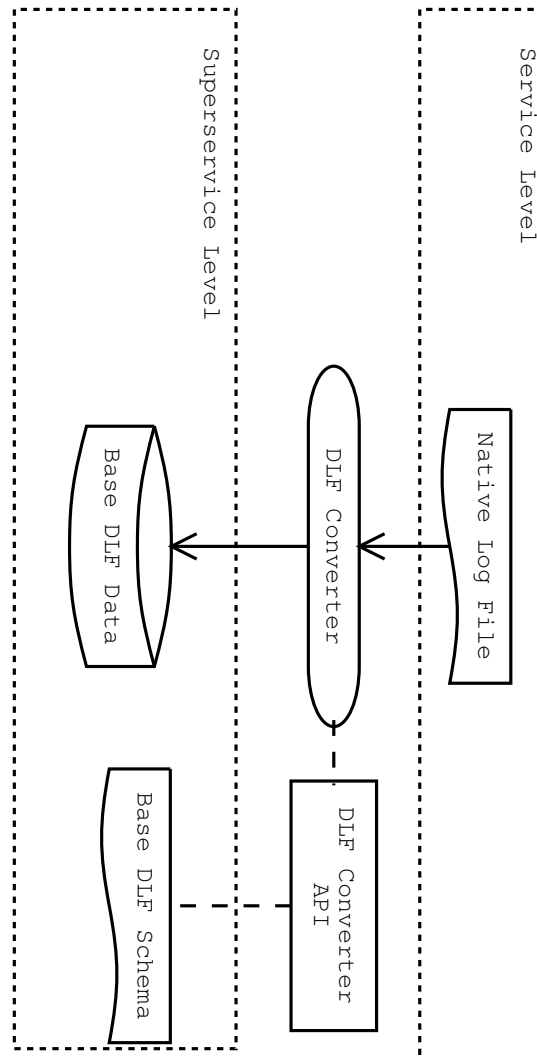 Service Level
Native Log File
DLF Converter
DLF Converter
API
Superservice Level
Base DLF Data
Base DLF Schema